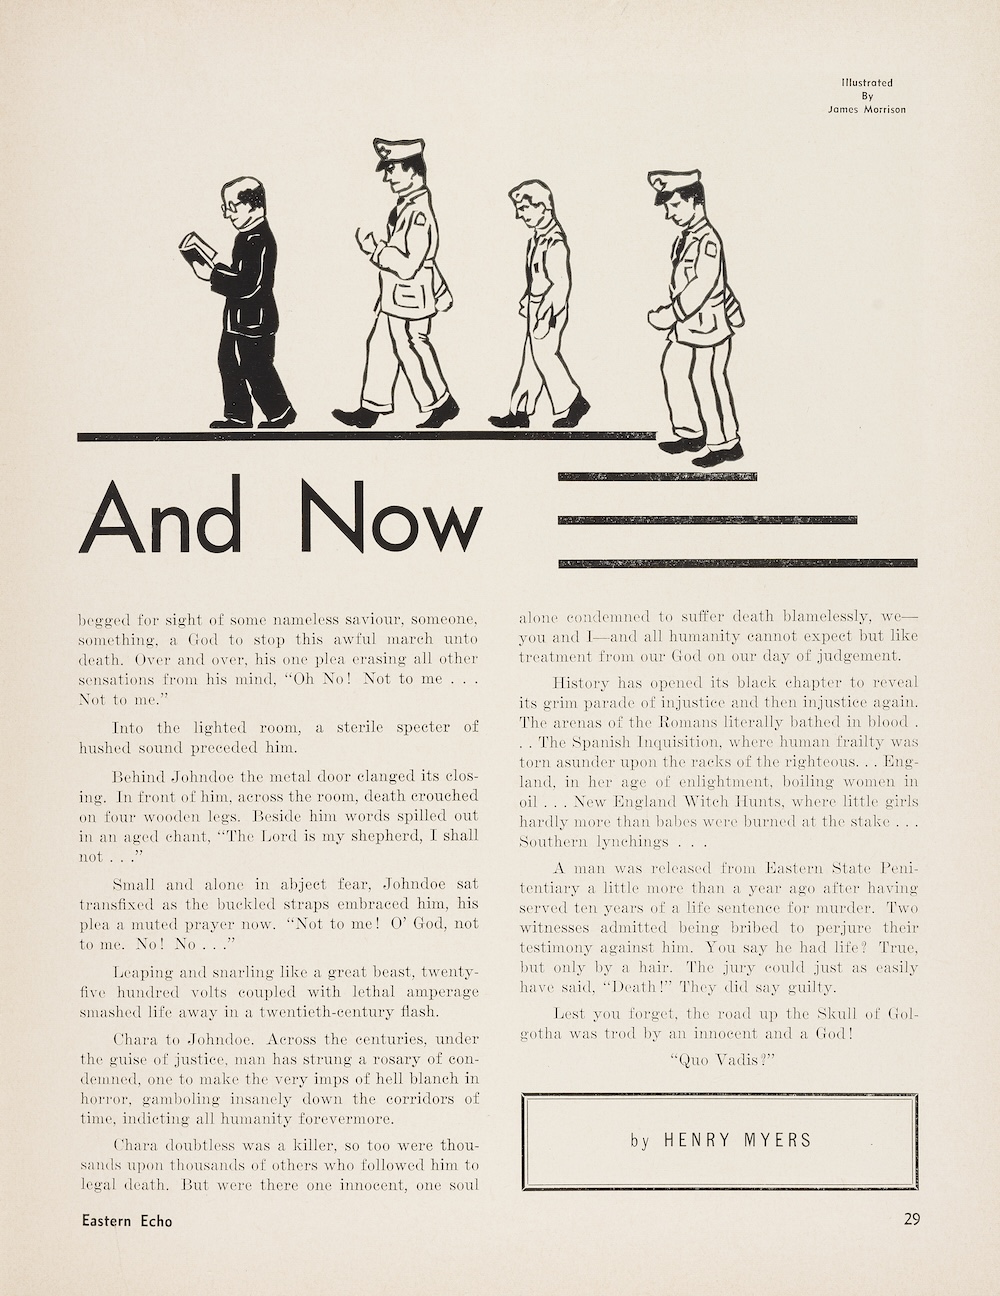 Illustrated
By
James Morrison
And Now
begged for sight of some nameless saviour, someone,
something, a God to stop this awful march unto
death. Over and over, his one plea erasing all other
sensations from his mind, “Oh No! Not to me . . .
Not to me.”
Into the lighted room, a sterile specter of
hushed sound preceded him.
Behind Johndoe the metal door clanged its clos-
ing. In front of him, across the room, death crouched
on four wooden legs. Beside him words spilled out
in an aged chant, “The Lord is my shepherd, I shall
not . . .”
Small and alone in abject fear, Johndoe sat
transfixed as the buckled straps embraced him, his
plea a muted prayer now. “Not to me! O’ God, not
to me. No! No . . .”
Leaping and snarling like a great beast, twenty-
five hundred volts coupled with lethal amperage
smashed life away in a twentieth-century flash.
Chara to Johndoe. Across the centuries, under
the guise of justice, man has strung a rosary of con-
demned, one to make the very imps of hell blanch in
horror, gamboling insanely down the corridors of
time, indicting all humanity forevermore.
Chara doubtless was a killer, so too were thou-
sands upon thousands of others who followed him to
legal death. But were there one innocent, one soul
alone condemned to suffer death blamelessly, we—
you and I—and all humanity cannot expect but like
treatment from our God on our day of judgement.
History has opened its black chapter to reveal
its grim parade of injustice and then injustice again.
The arenas of the Romans literally bathed in blood .
. . The Spanish Inquisition, where human frailty was
torn asunder upon the racks of the righteous. . . Eng-
land, in her age of enlightment, boiling women in
oil . . . New England Witch Hunts, where little girls
hardly more than babes were burned at the stake . . .
Southern lynchings . . .
A man was released from Eastern State Peni-
tentiary a little more than a year ago after having
served ten years of a life sentence for murder. Two
witnesses admitted being bribed to perjure their
testimony against him. You say he had life? True,
but only by a hair. The jury could just as easily
have said, “Death!” They did say guilty.
Lest you forget, the road up the Skull of Gol-
gotha was trod by an innocent and a God!
“Quo Vadis?”
by HENRY MYERS
Eastern Echo
29